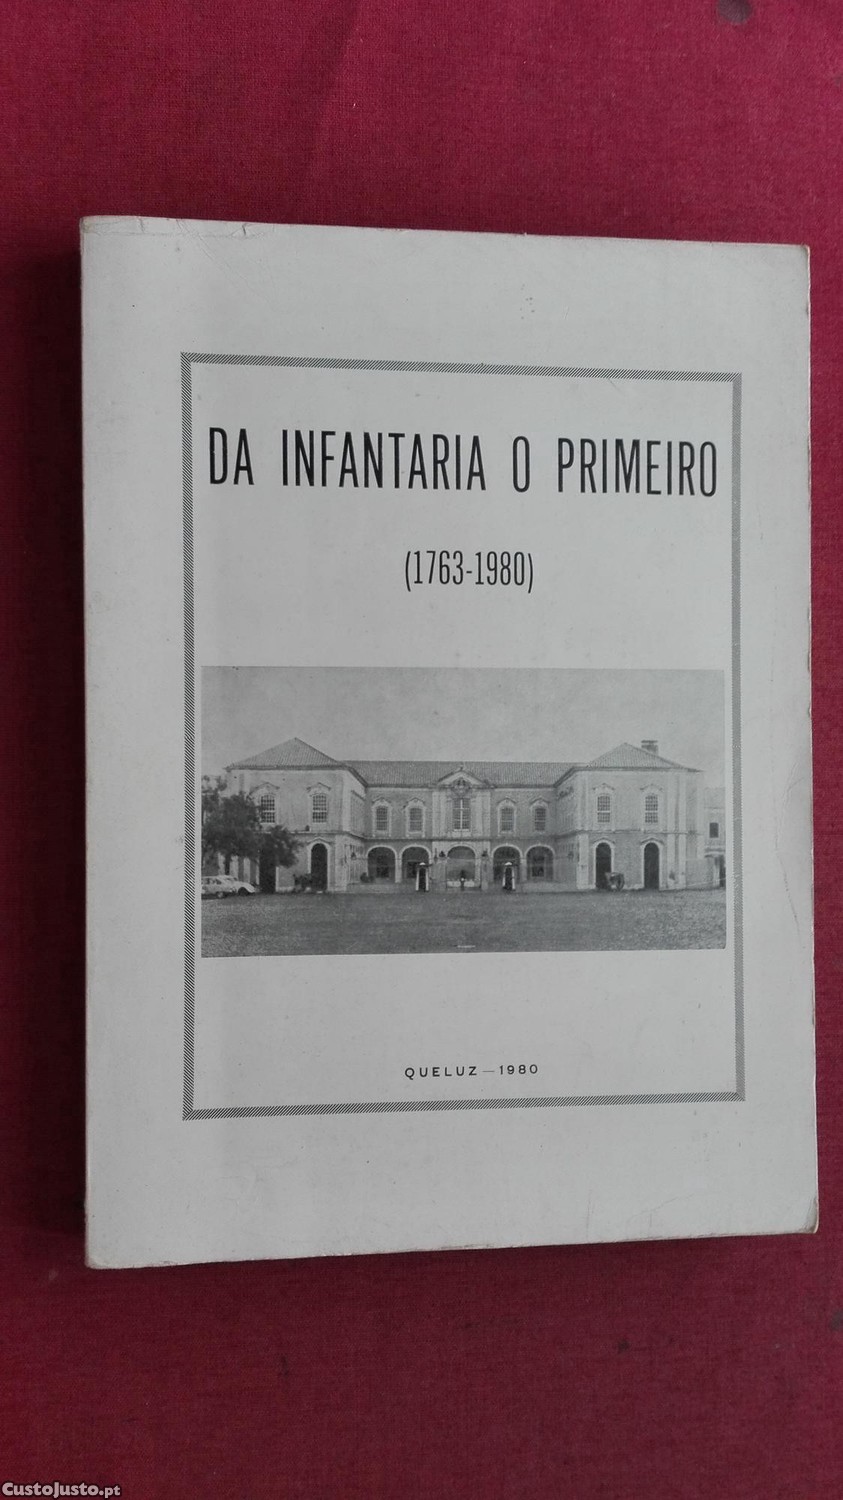 DA INFANTARIA O PRIMEIRO
(1763-1980)
QUELUZ — 1980
CustoJusto.pt